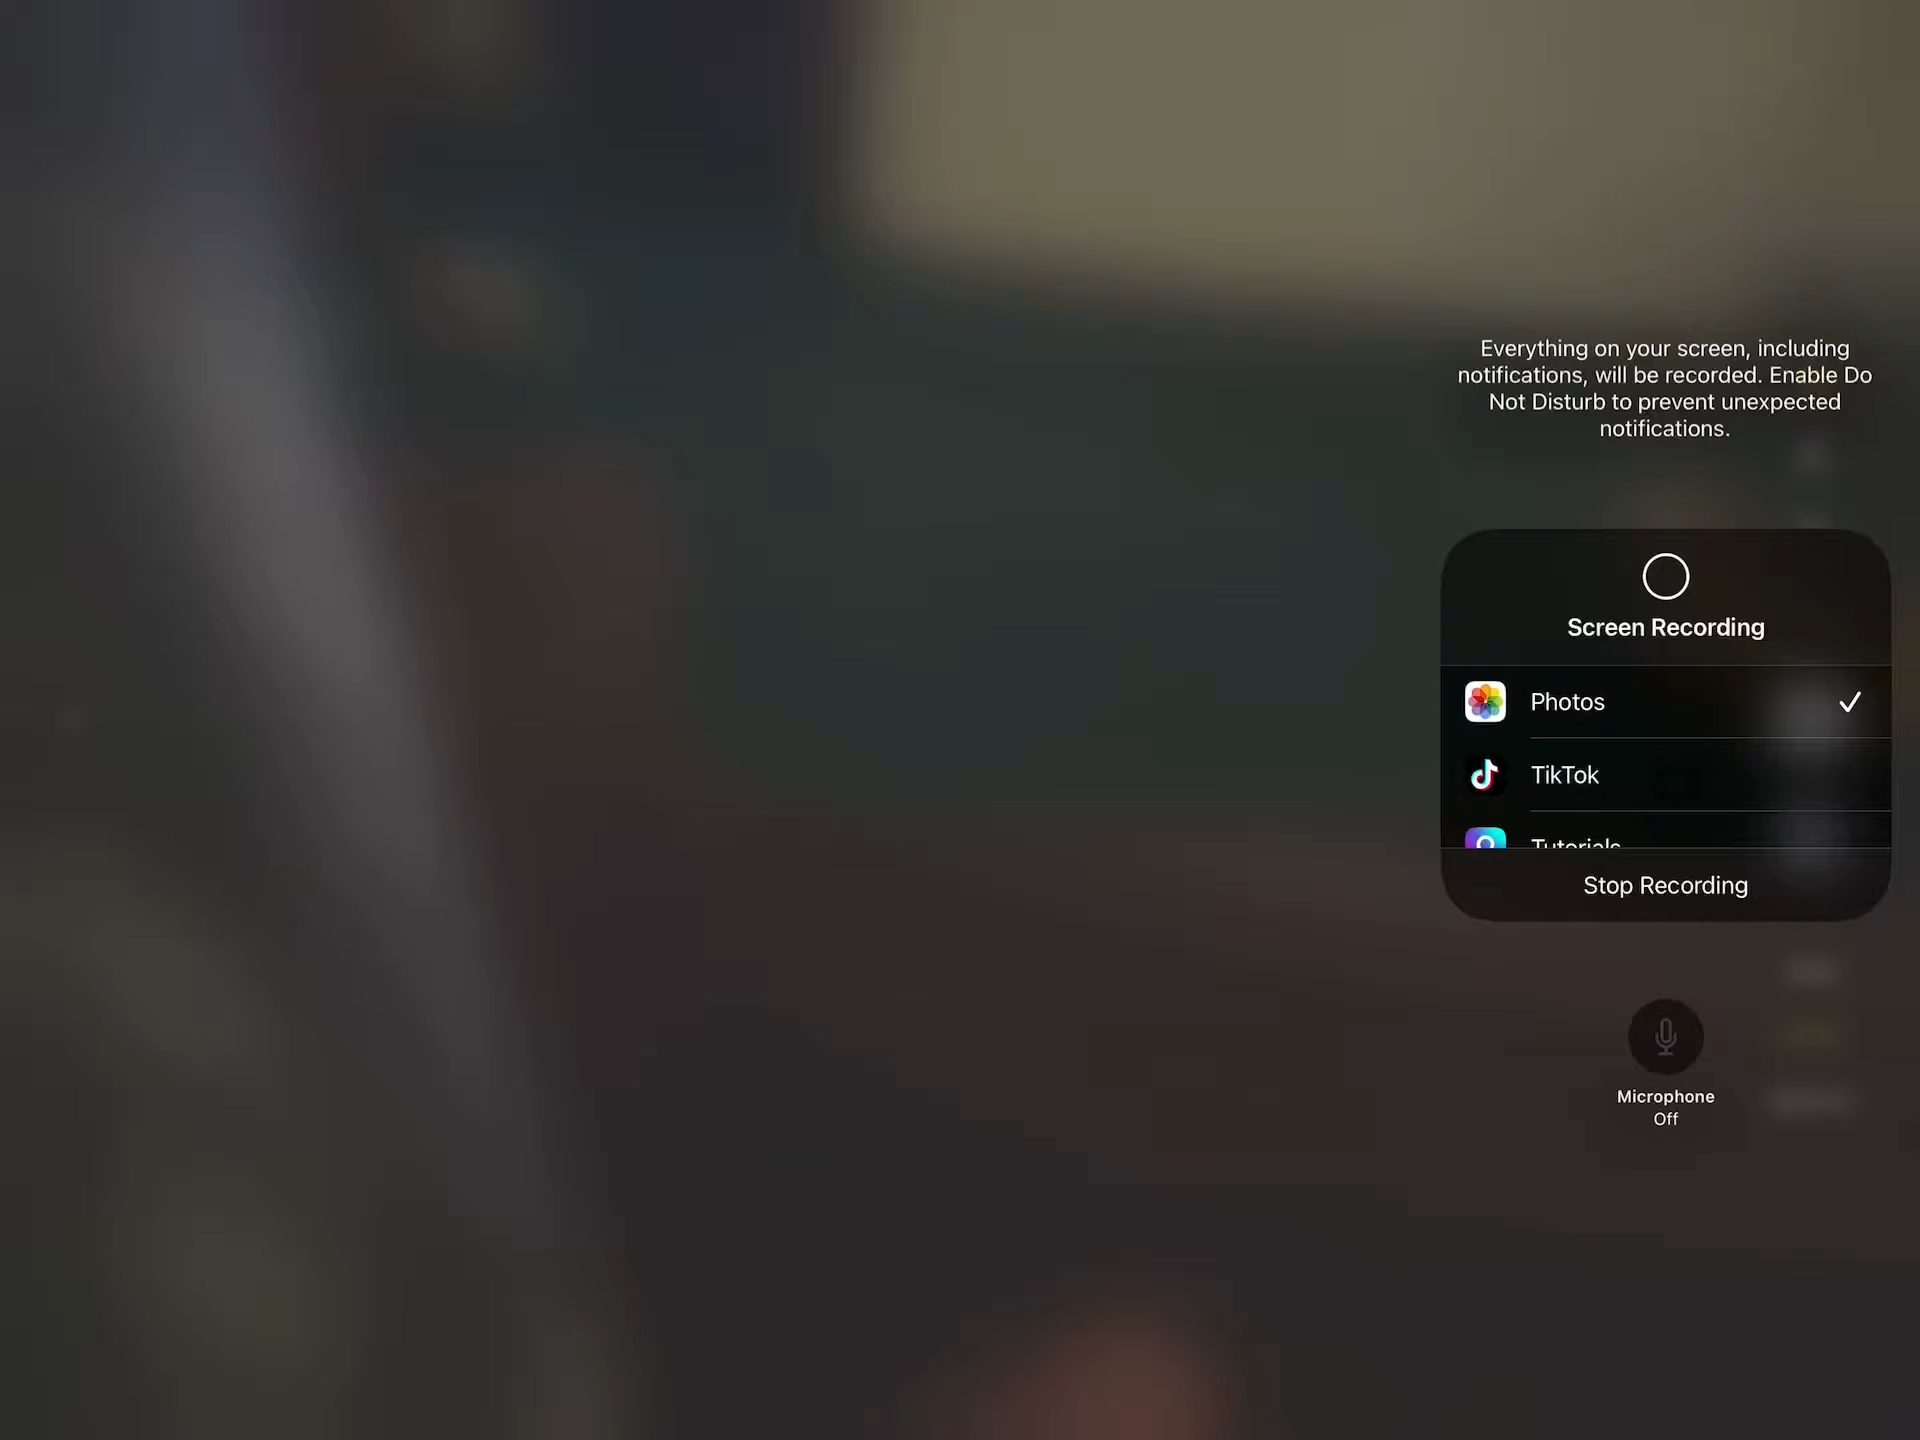 Everything on your screen, including
notifications, will be recorded. Enable Do
Not Disturb to prevent unexpected
notifications.
Screen Recording
Photos
TikTok
Tutorials
Stop Recording
Microphone
Off